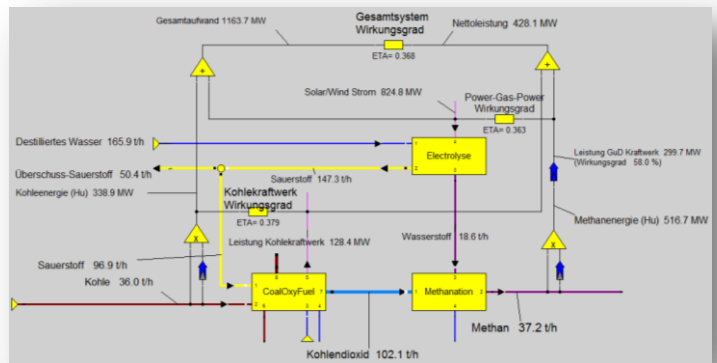 Gesamtaufwand 1163.7 MW
Gesamtsystem
Wirkungsgrad
Nettoleistung 428.1 MW
ETA= 0.368
Solar/Wind Strom 824.8 MW
Power-Gas-Power
Wirkungsgrad
ETA= 0.363
Destilliertes Wasser 165.9 t/h
Elektrolyse
Leistung GuD Kraftwerk 299.7 MW
(Wirkungsgrad 58.0 %)
Überschuss-Sauerstoff 50.4 t/h
Sauerstoff 147.3 t/h
Kohleenergie (Hu) 338.9 MW
Kohlekraftwerk
Wirkungsgrad
ETA= 0.379
Methanenergie (Hu) 516.7 MW
Leistung Kohlekraftwerk 128.4 MW
Wasserstoff 18.6 t/h
Sauerstoff 96.9 t/h
Kohle 36.0 t/h
CoalOxyFuel
Methanation
Methan 37.2 t/h
Kohlendioxid 102.1 t/h